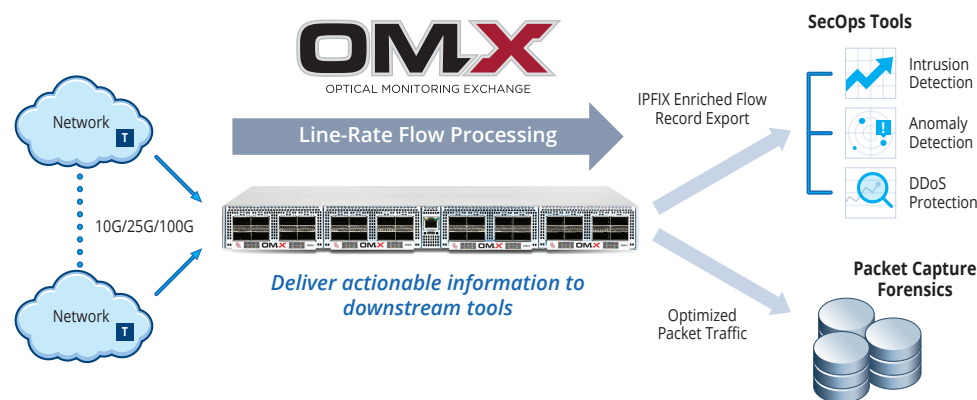 OMX
OPTICAL MONITORING EXCHANGE
Network
T
10G/25G/100G
Network
T
Line-Rate Flow Processing
OMX
OMX
OMX
OMX
Deliver actionable information to
downstream tools
IPFIX Enriched Flow
Record Export
Optimized
Packet Traffic
SecOps Tools
Intrusion
Detection
Anomaly
Detection
DDoS
Protection
Packet Capture
Forensics